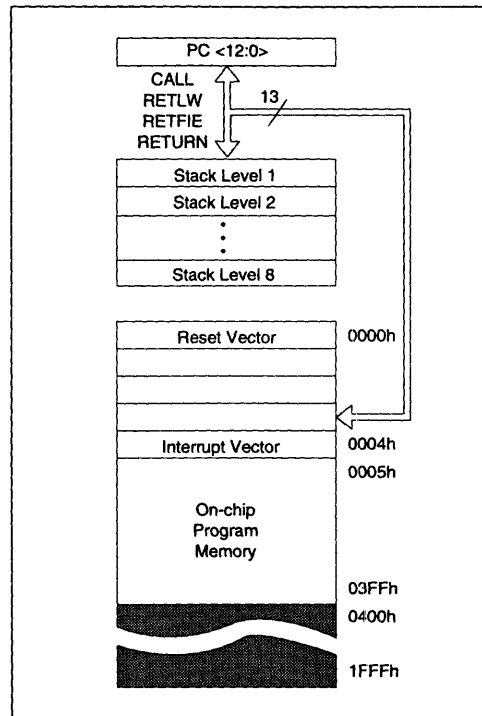 PC <12:0>
CALL
RETLW
RETFIE
RETURN
13
Stack Level 1
Stack Level 2
Stack Level 8
Reset Vector
0000h
Interrupt Vector
0004h
0005h
On-chip
Program
Memory
03FFh
0400h
1FFFh